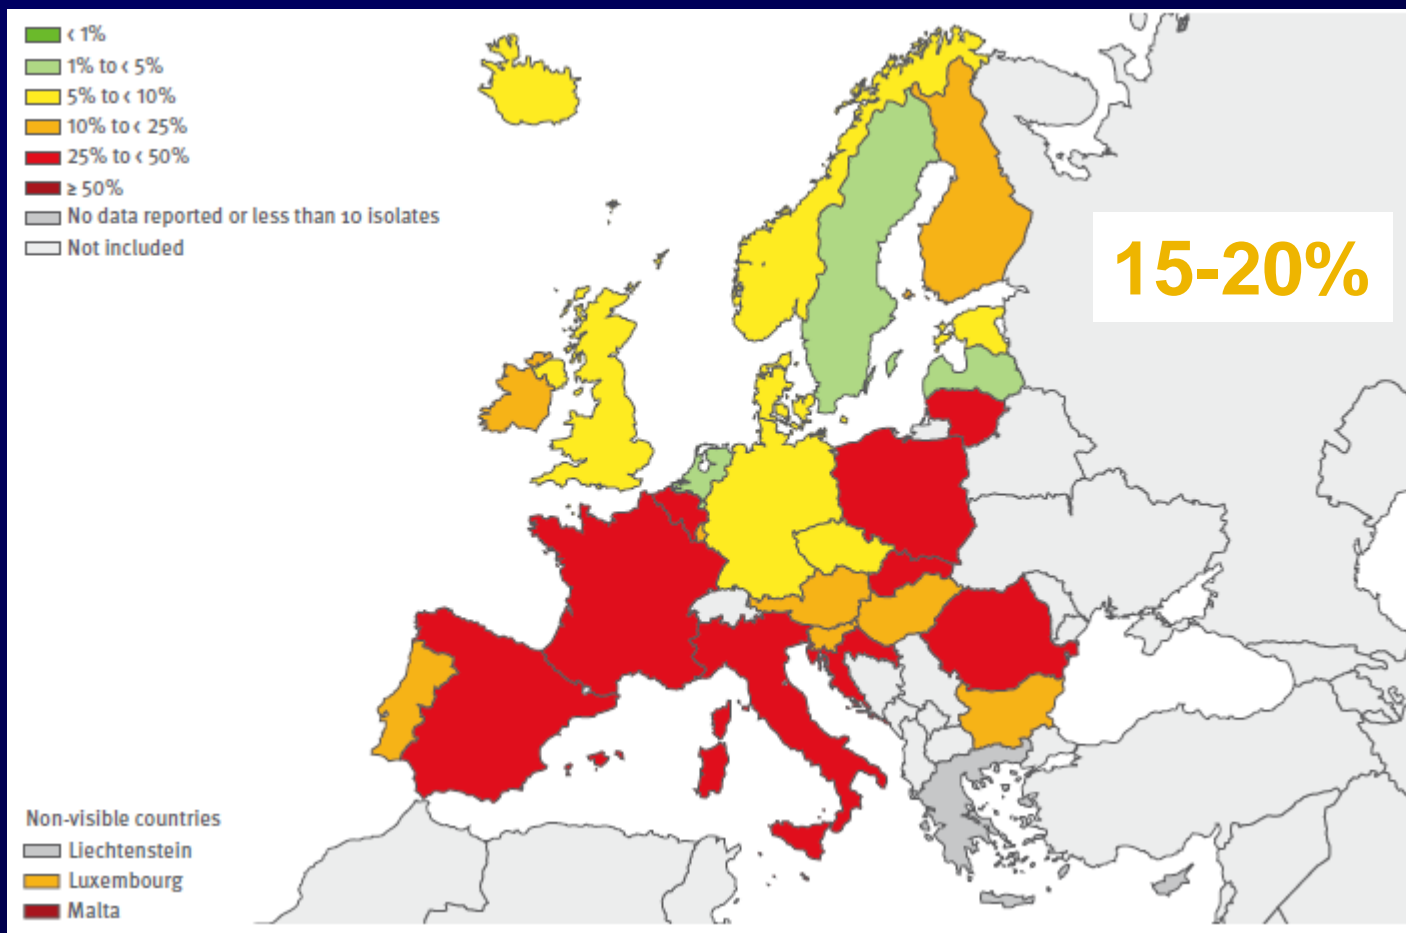 < 1%
1% to < 5%
5% to < 10%
10% to < 25%
25% to < 50%
≥ 50%
No data reported or less than 10 isolates
Not included
15-20%
Non-visible countries
Liechtenstein
Luxembourg
Malta